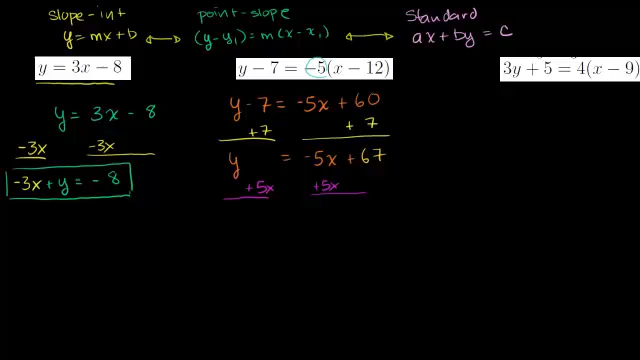 slope-int
y = mx + b
point-slope
(y-y₁) = m(x-x₁)
Standard
ax + by = c
y = 3x − 8
y = 3x - 8
-3x -3x
-3x + y = -8
y − 7 = −5(x − 12)
y - 7 = -5x + 60
+7 + 7
y = -5x + 67
+5x +5x
3y + 5 = 4(x − 9)